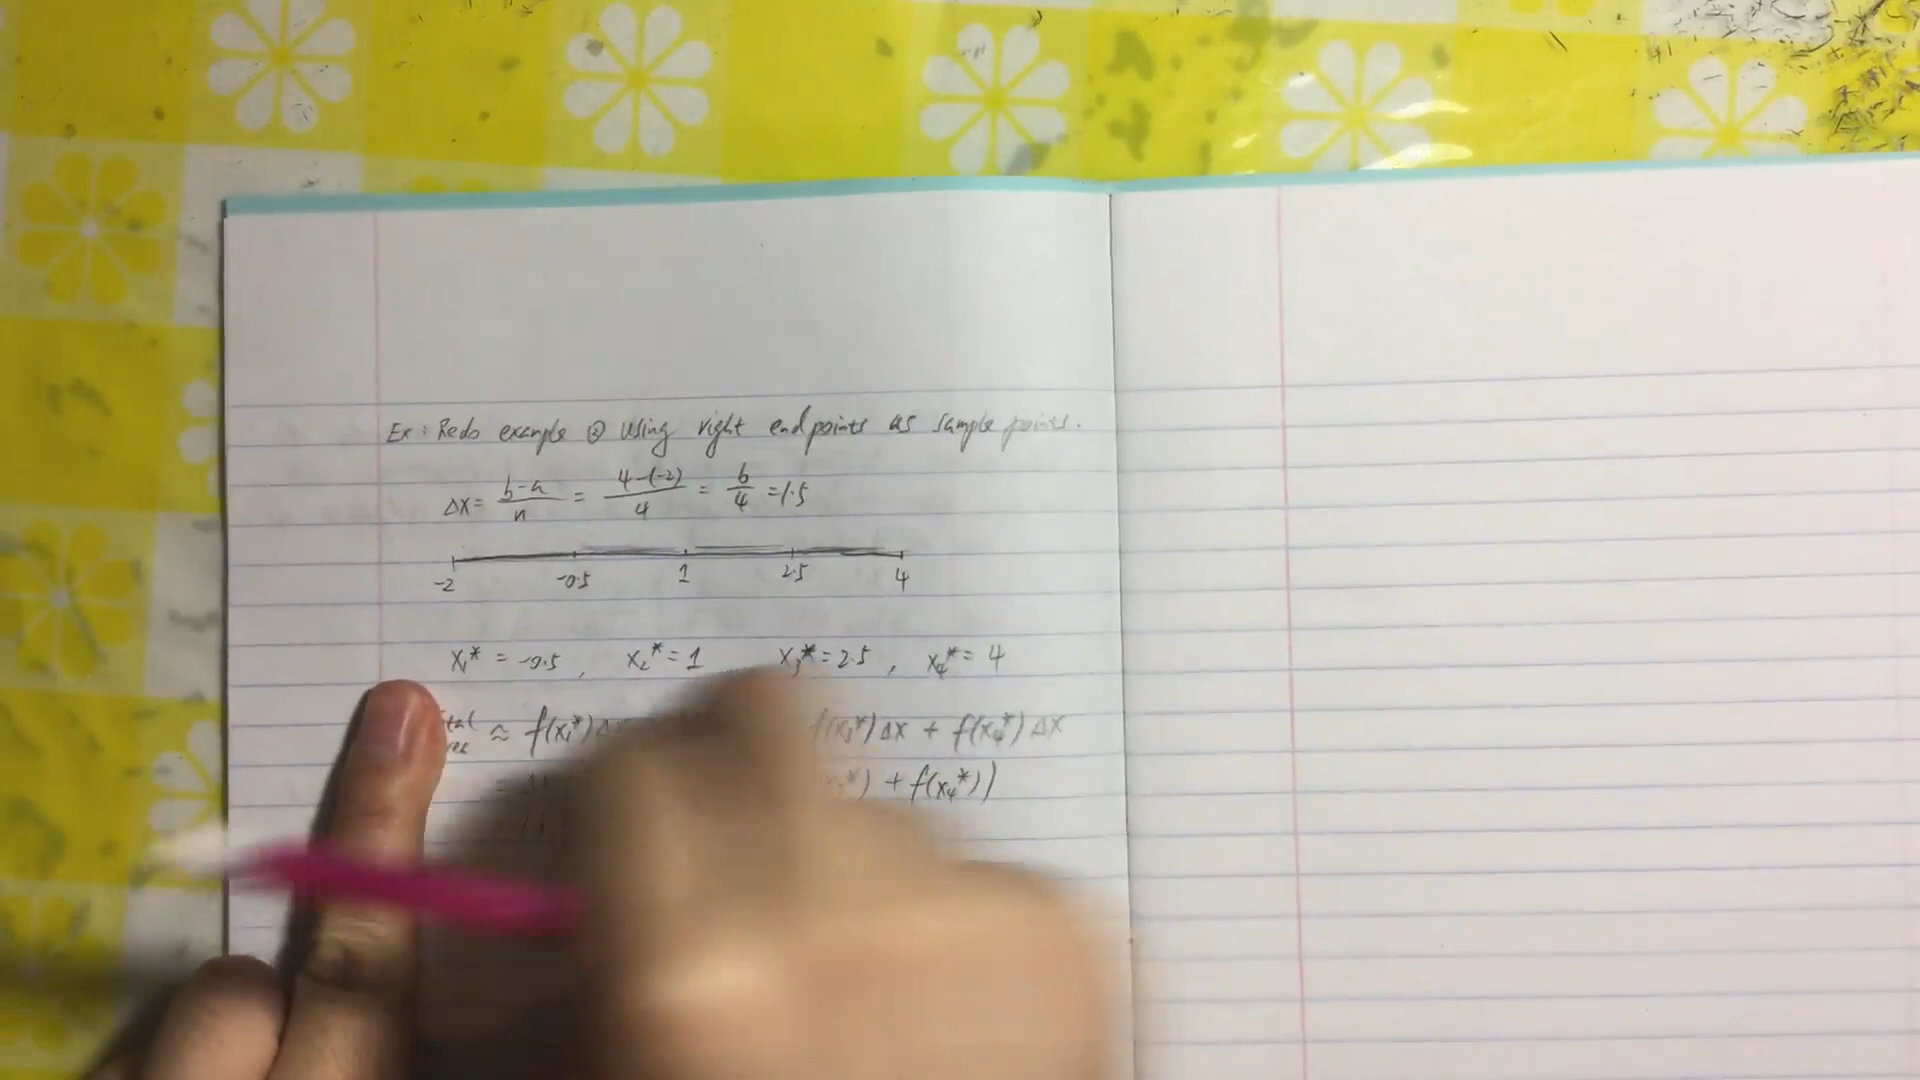 Ex: Redo example ② using right endpoints as sample points.
Δx = b-a/n = 4-(-2)/4 = 6/4 = 1.5
-2 -0.5 1 2.5 4
x₁* = -0.5, x₂* = 1 x₃* = 2.5, x₄* = 4
≈ f(x₁*) f(x₃*) Δx + f(x₄*) Δx
= + f(x₄*))